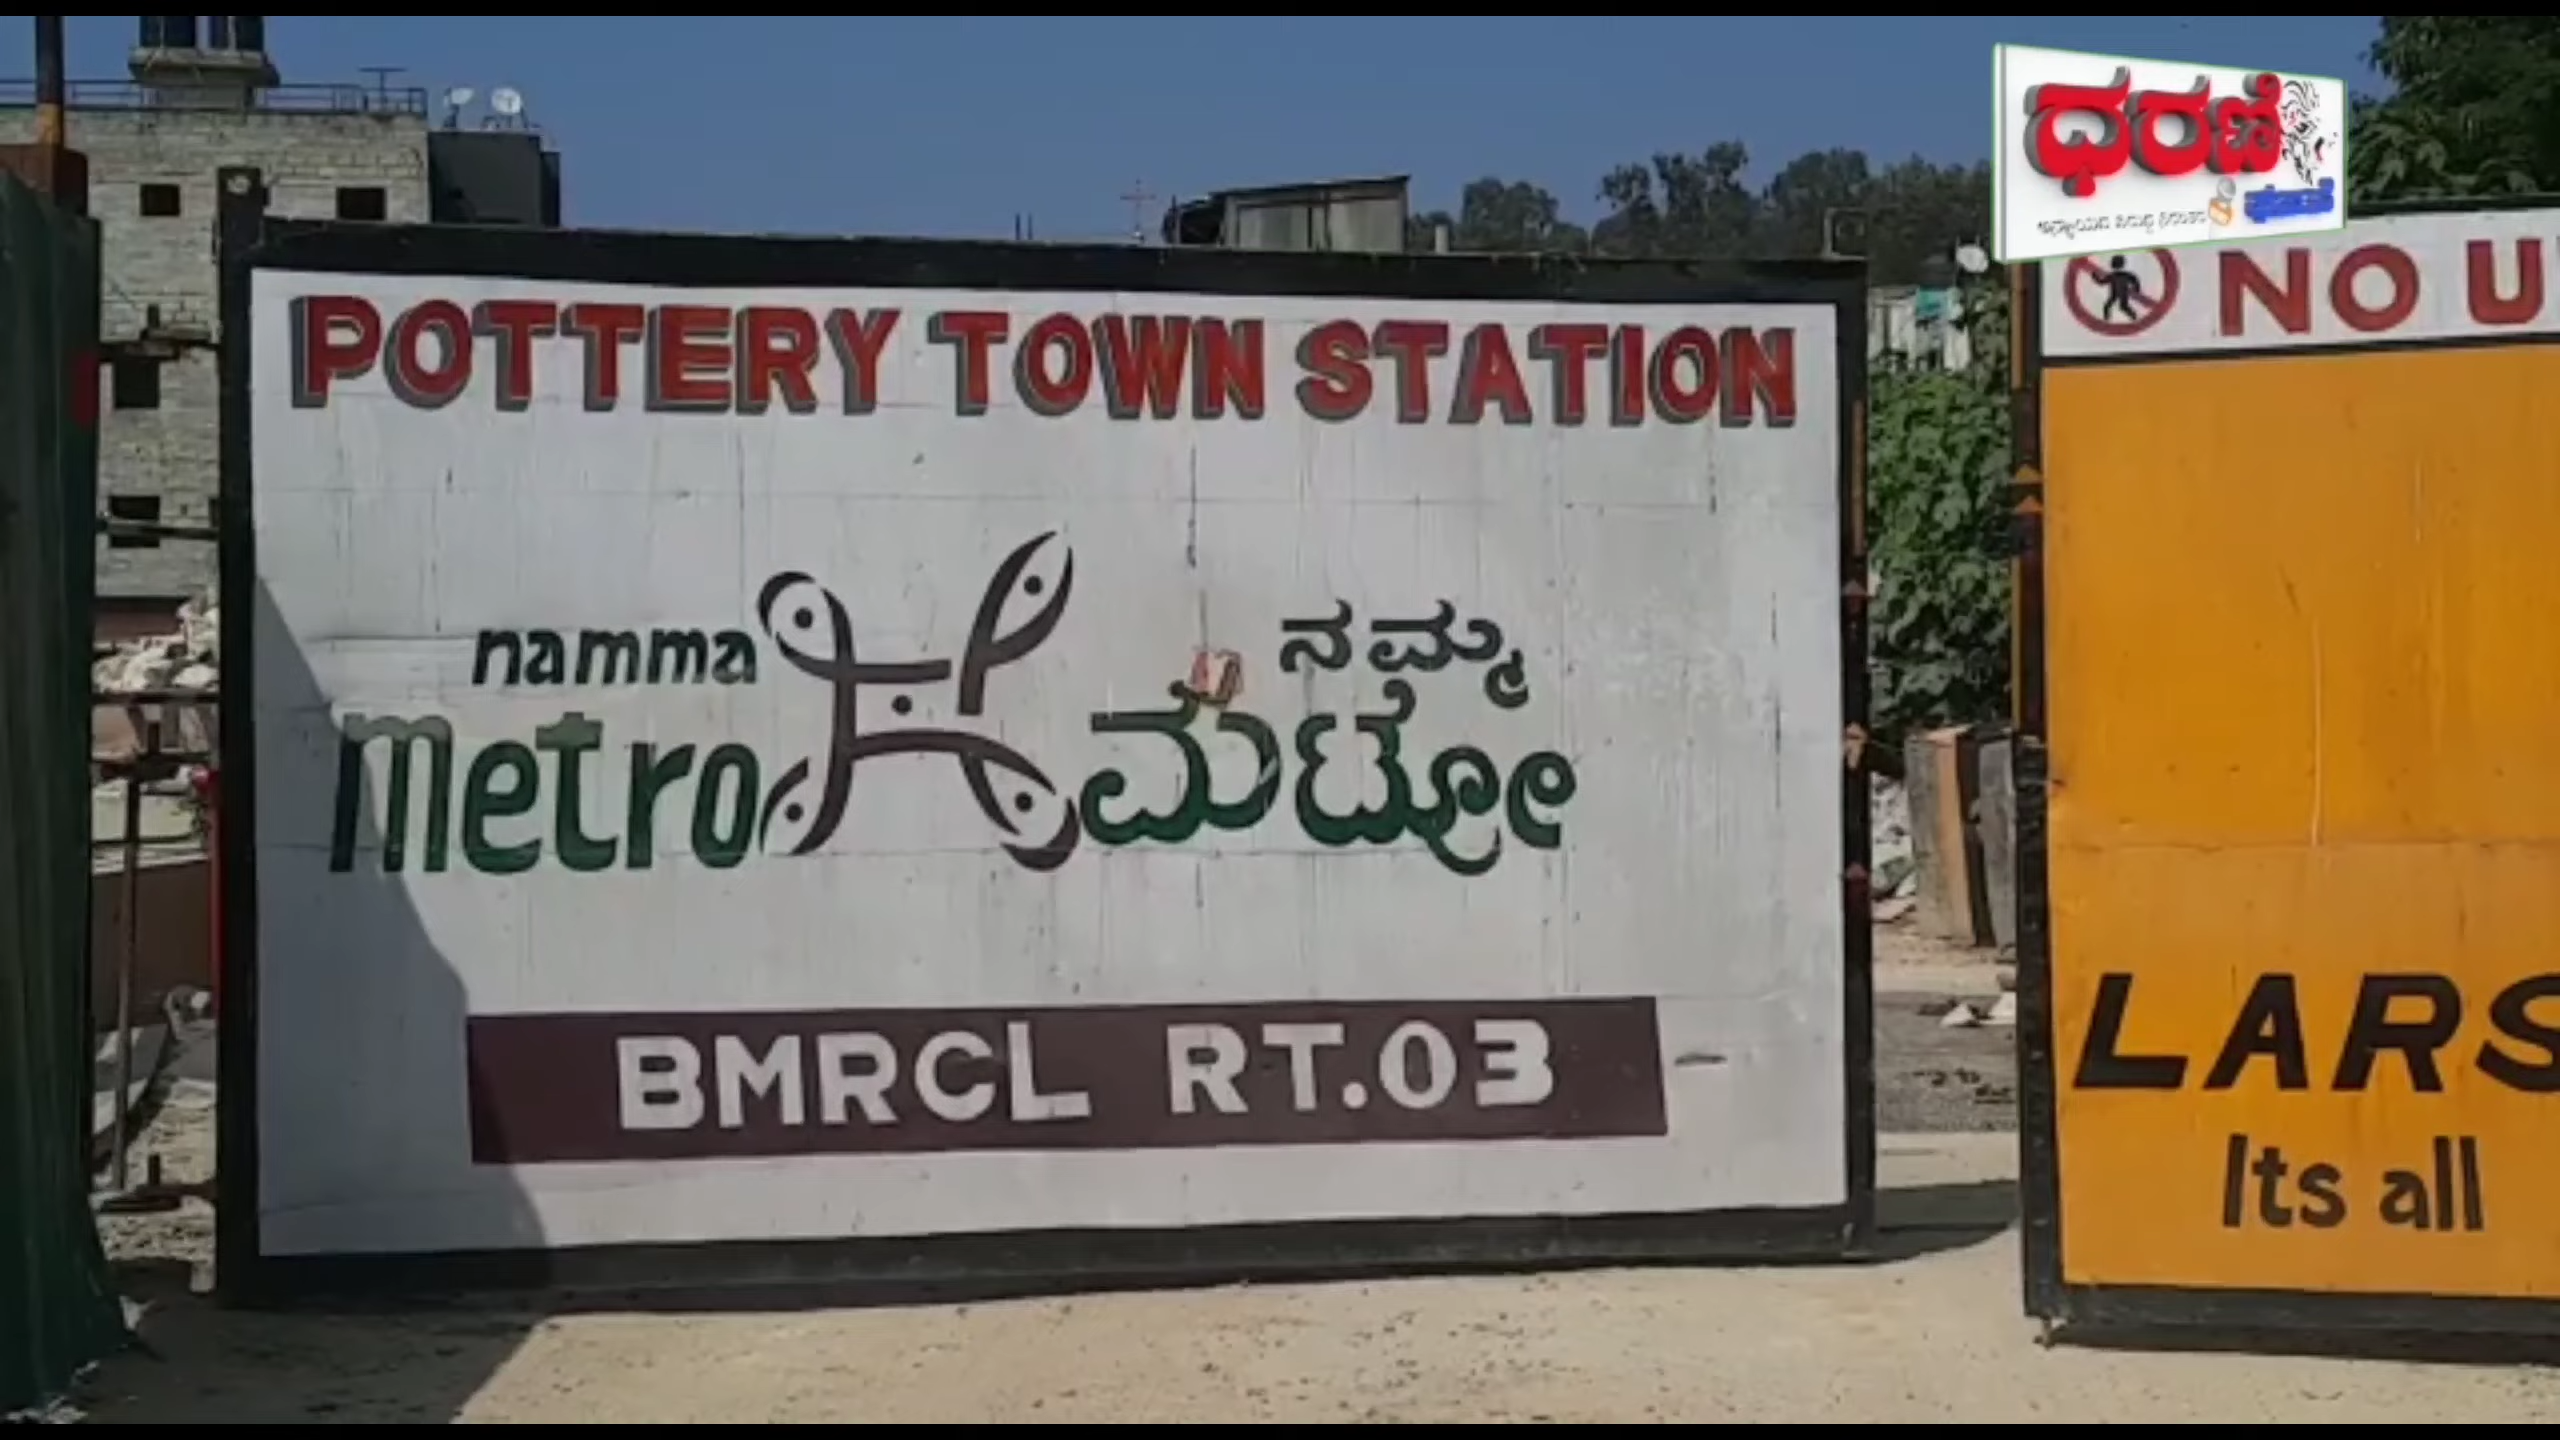 POTTERY TOWN STATION
namma
metro
ನಮ್ಮ
ಮೆಟ್ರೋ
BMRCL RT.03
ಧರಣಿ
NO U
LARS
Its all